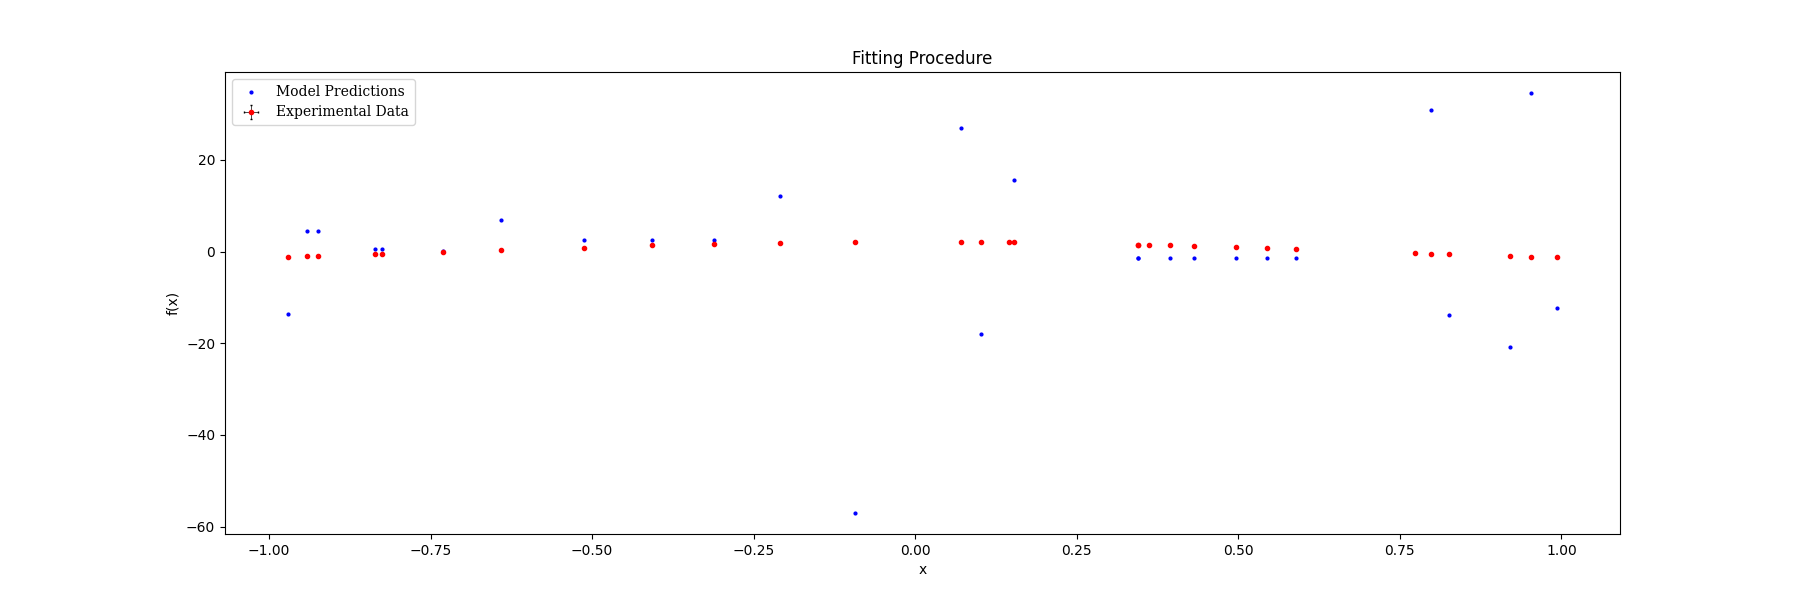 Fitting Procedure
Model Predictions
Experimental Data
20
0
−20
−40
−60
f(x)
−1.00
−0.75
−0.50
−0.25
0.00
0.25
0.50
0.75
1.00
x